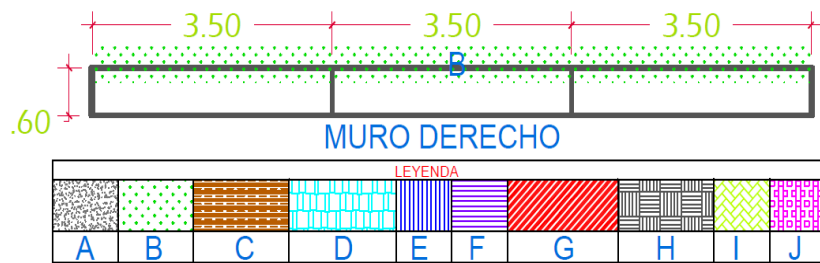 3.50 3.50 3.50
B
.60
MURO DERECHO
LEYENDA
A B C D E F G H I J